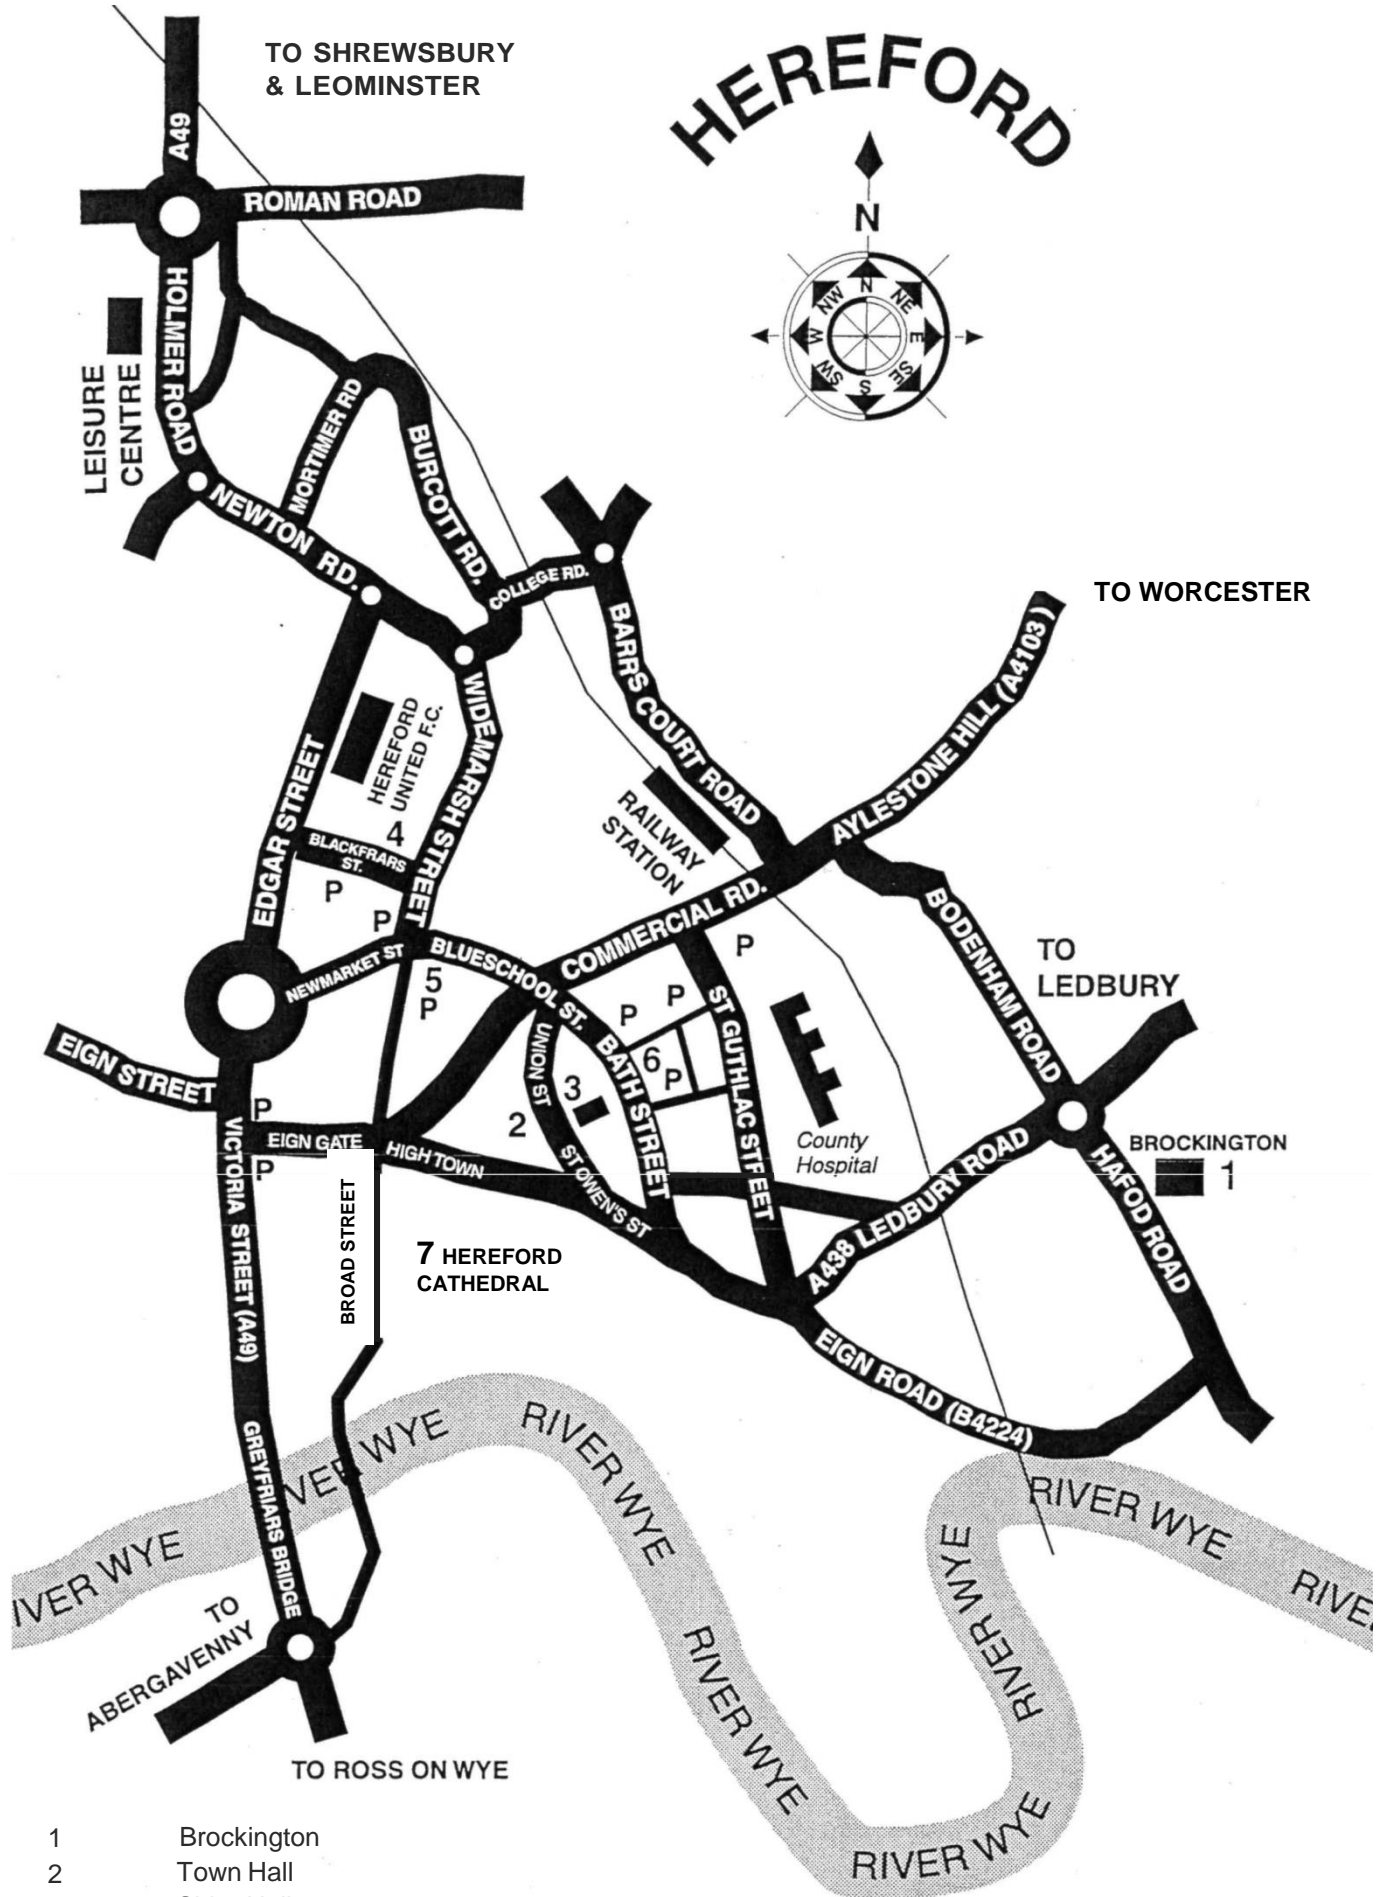 TO SHREWSBURY
& LEOMINSTER
HEREFORD
A49
ROMAN ROAD
N
N
NE
E
SE
S
SW
W
NW
HOLMER ROAD
LEISURE
CENTRE
MORTIMER RD
BURCOTT RD.
NEWTON RD.
COLLEGE RD.
TO WORCESTER
BARRS COURT ROAD
AYLESTONE HILL (A4103)
WIDEMARSH STREET
HEREFORD
UNITED F.C.
EDGAR STREET
RAILWAY
STATION
4
BLACKFRARS
ST.
P
P
COMMERCIAL RD.
P
BODENHAM ROAD
TO
LEDBURY
NEWMARKET ST
BLUESCHOOL ST.
5
P
P
P
ST GUTHLAC STREET
EIGN STREET
UNION ST
BATH STREET
6
P
3
2
P
EIGN GATE
HIGH TOWN
P
County
Hospital
BROCKINGTON
1
VICTORIA STREET (A49)
BROAD STREET
ST OWEN'S ST
A438 LEDBURY ROAD
HAFOD ROAD
7 HEREFORD
CATHEDRAL
EIGN ROAD (B4224)
GREYFRIARS BRIDGE
RIVER WYE
RIVER WYE
IVER WYE
VER WYE
RIVER WYE
RIVER WYE
RIVER WYE
RIVER WYE
RIVER WYE
RIVE
TO
ABERGAVENNY
TO ROSS ON WYE
1 Brockington
2 Town Hall